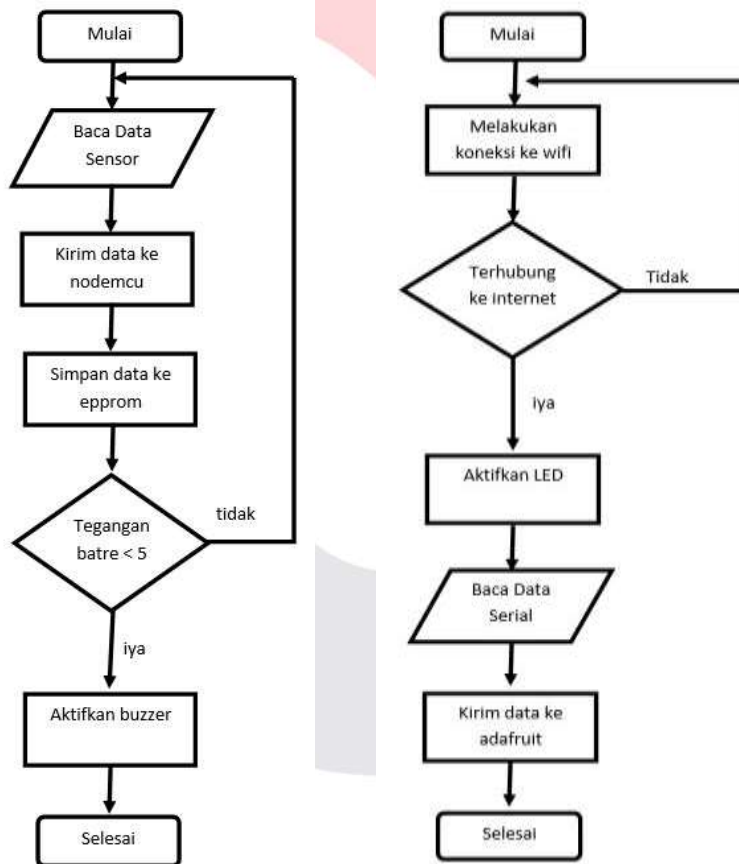 Mulai
Baca Data
Sensor
Kirim data ke
nodemcu
Simpan data ke
epprom
Tegangan
batre < 5
tidak
iya
Aktifkan buzzer
Selesai
Mulai
Melakukan
koneksi ke wifi
Terhubung
ke internet
Tidak
iya
Aktifkan LED
Baca Data
Serial
Kirim data ke
adafruit
Selesai